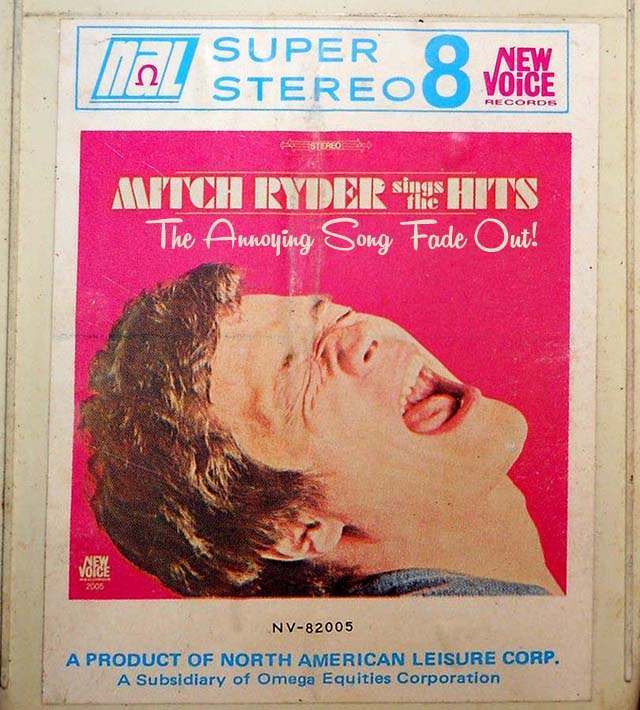 naL
Ω
SUPER
STEREO 8
NEW
VOiCE
RECORDS
STEREO
MITCH RYDER sings the HITS
The Annoying Song Fade Out!
NEW
VOiCE
2005
NV-82005
A PRODUCT OF NORTH AMERICAN LEISURE CORP.
A Subsidiary of Omega Equities Corporation